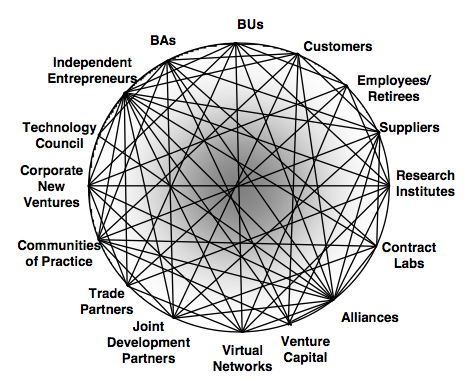 BUs
BAs
Customers
Independent
Entrepreneurs
Employees/
Retirees
Technology
Council
Suppliers
Corporate
New
Ventures
Research
Institutes
Communities
of Practice
Contract
Labs
Trade
Partners
Alliances
Joint
Development
Partners
Virtual
Networks
Venture
Capital